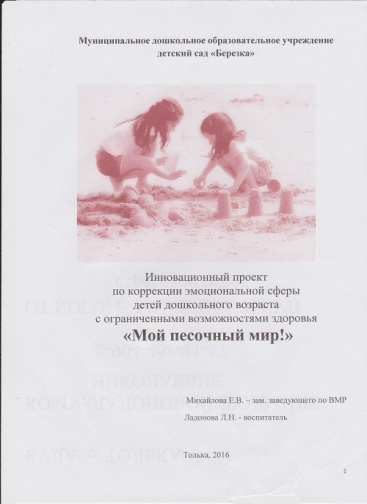 Муниципальное дошкольное образовательное учреждение
детский сад «Березка»
Инновационный проект
по коррекции эмоциональной сферы
детей дошкольного возраста
с ограниченными возможностями здоровья
«Мой песочный мир!»
Михайлова Е.В. – зам. заведующего по ВМР
Ладонова Л.Н. - воспитатель
Толька, 2016
1